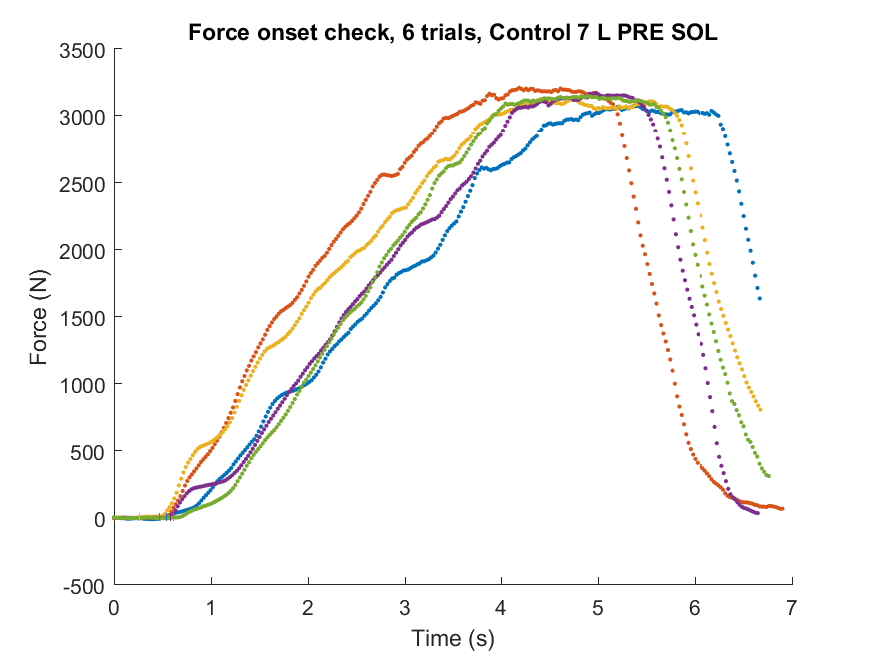 Force onset check, 6 trials, Control 7 L PRE SOL
3500
3000
2500
2000
1500
1000
500
0
-500
Force (N)
0 1 2 3 4 5 6 7
Time (s)